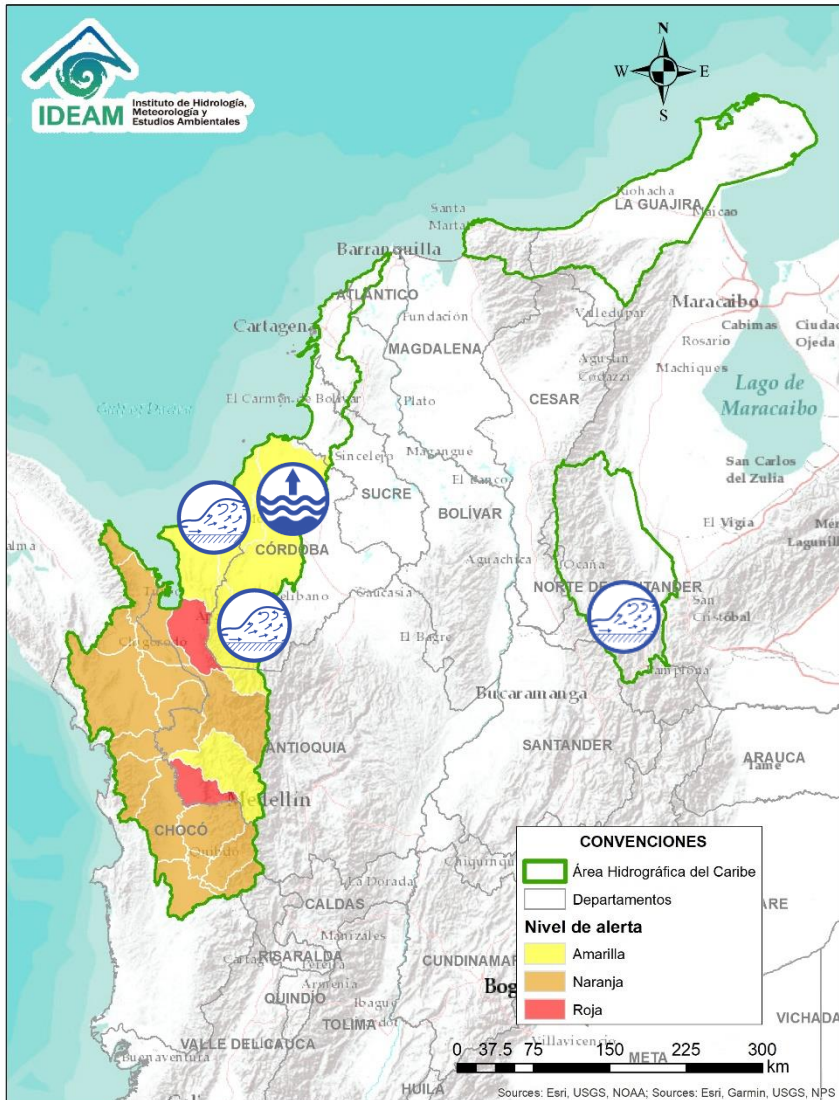 IDEAM
Instituto de Hidrología,
Meteorología y
Estudios Ambientales
N
W E
S
Riohacha
LA GUAJIRA
Maicao
Santa
Marta
Barranquilla
ATLÁNTICO
Maracaibo
Cartagena
Fundación
Valledupar
Cabimas
Ciudad
Ojeda
Rosario
MAGDALENA
Machiques
Agustín
Codazzi
Lago de
Maracaibo
CESAR
El Carmen de Bolívar
Plato
Sincelejo
Magangué
San Carlos
del Zulia
El Banco
SUCRE
BOLÍVAR
El Vigía
CÓRDOBA
Aguachica
Ocaña
NORTE DE
San
Cristóbal
Caucasia
El Bagre
Chigorodó
Bucaramanga
SANTANDER
ANTIOQUIA
ARAUCA
Tame
Medellín
CHOCÓ
Quibdó
La Dorada
CALDAS
Manizales
RISARALDA
Pereira
Armenia
QUINDÍO
Ibagué
TOLIMA
VALLE DEL CAUCA
Buenaventura
HUILA
Villavicencio
META
VICHADA
CONVENCIONES
Área Hidrográfica del Caribe
Departamentos
Nivel de alerta
Amarilla
Naranja
Roja
0 37.5 75 150 225 300
km
Sources: Esri, USGS, NOAA; Sources: Esri, Garmin, USGS, NPS